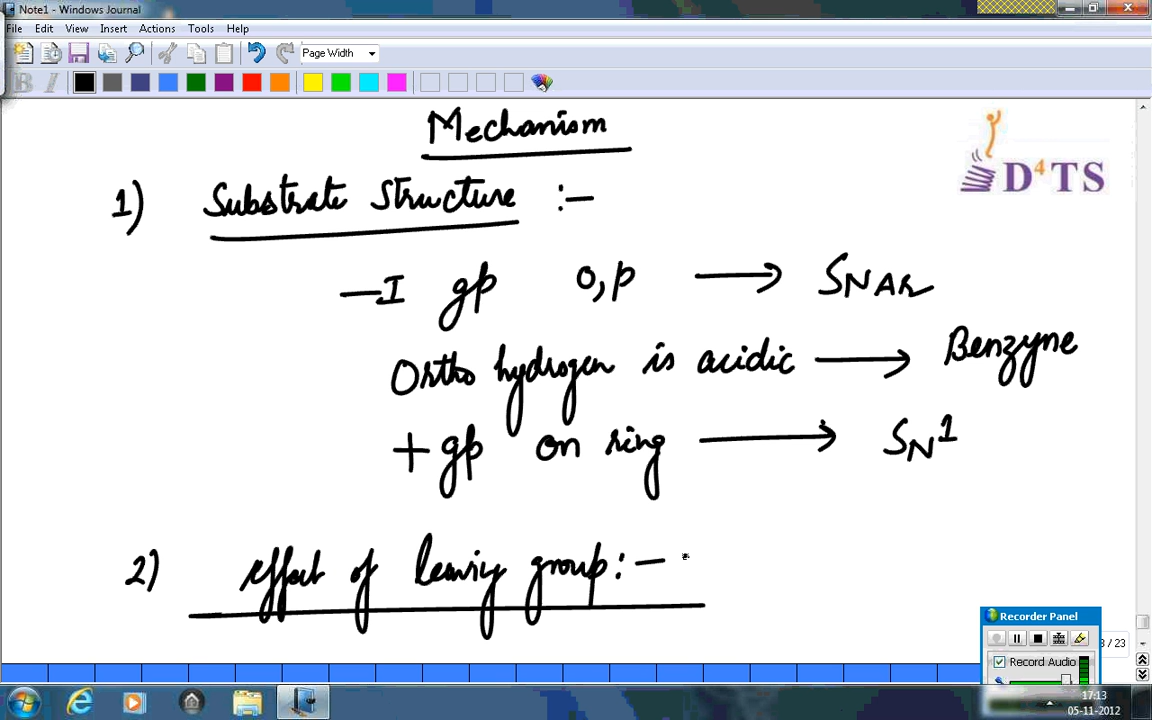 Note1 - Windows Journal
File Edit View Insert Actions Tools Help
Page Width
B I
Mechanism
D4TS
1) Substrate Structure :-
-I gp o,p → SNAR
Ortho hydrogen is acidic → Benzyne
+ gp on ring → SN1
2) effect of leaving group:-
Recorder Panel
3 / 23
Record Audio
17:13
05-11-2012